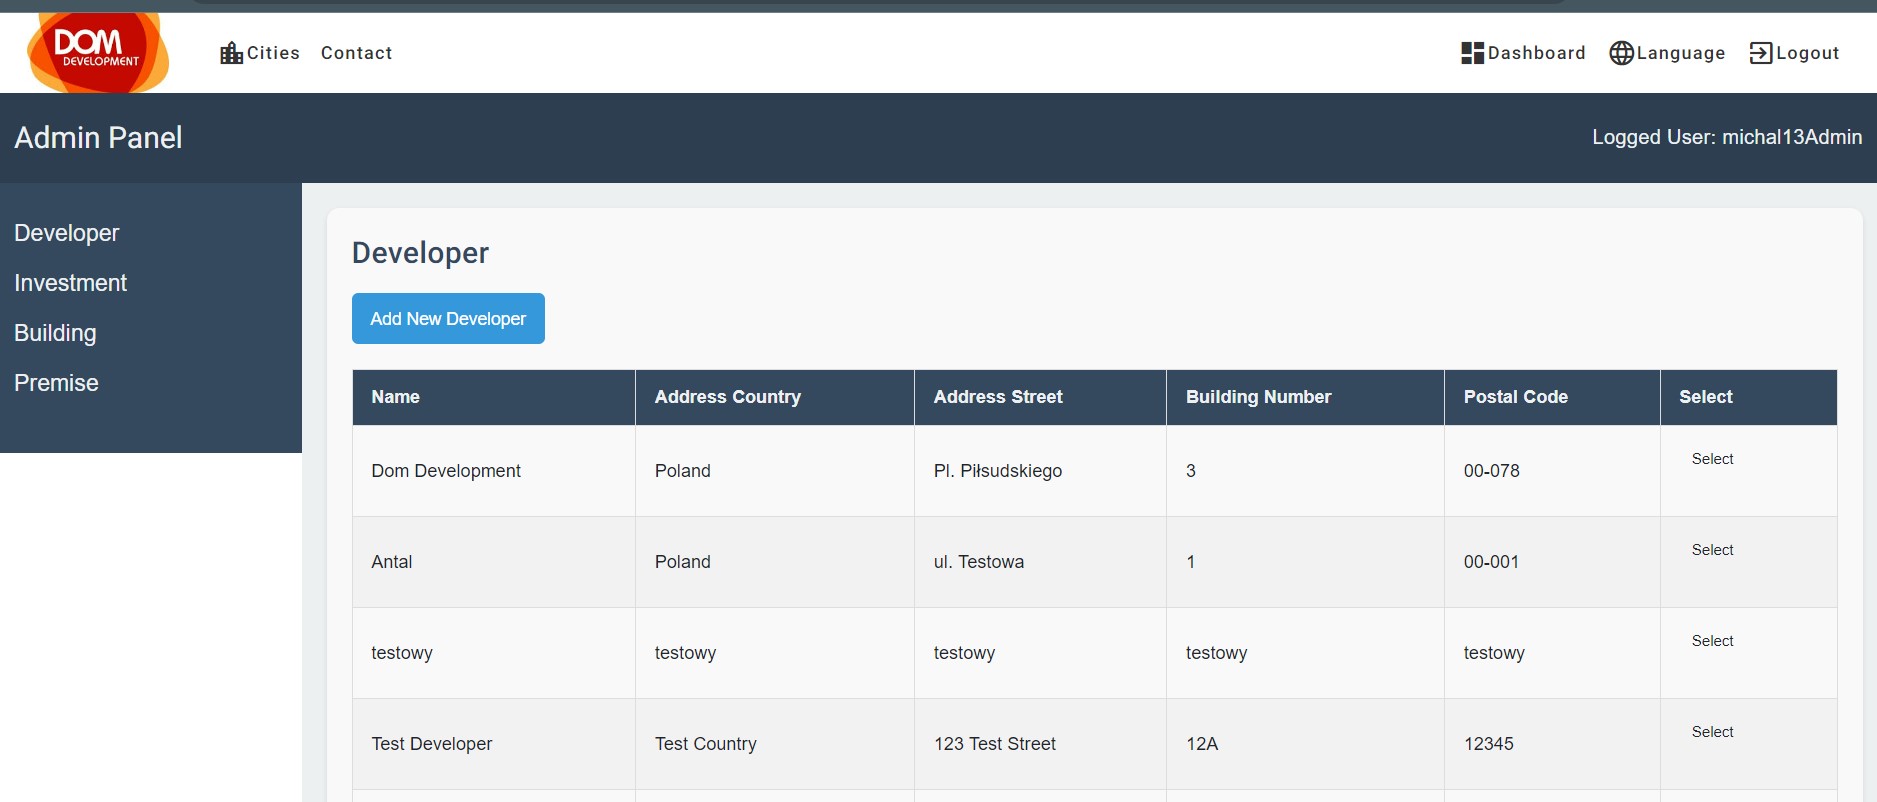 DOM
DEVELOPMENT
Cities Contact Dashboard Language Logout
Admin Panel Logged User: michal13Admin
Developer
Investment
Building
Premise
Developer
Add New Developer
Name Address Country Address Street Building Number Postal Code Select
Dom Development Poland Pl. Piłsudskiego 3 00-078 Select
Antal Poland ul. Testowa 1 00-001 Select
testowy testowy testowy testowy testowy Select
Test Developer Test Country 123 Test Street 12A 12345 Select